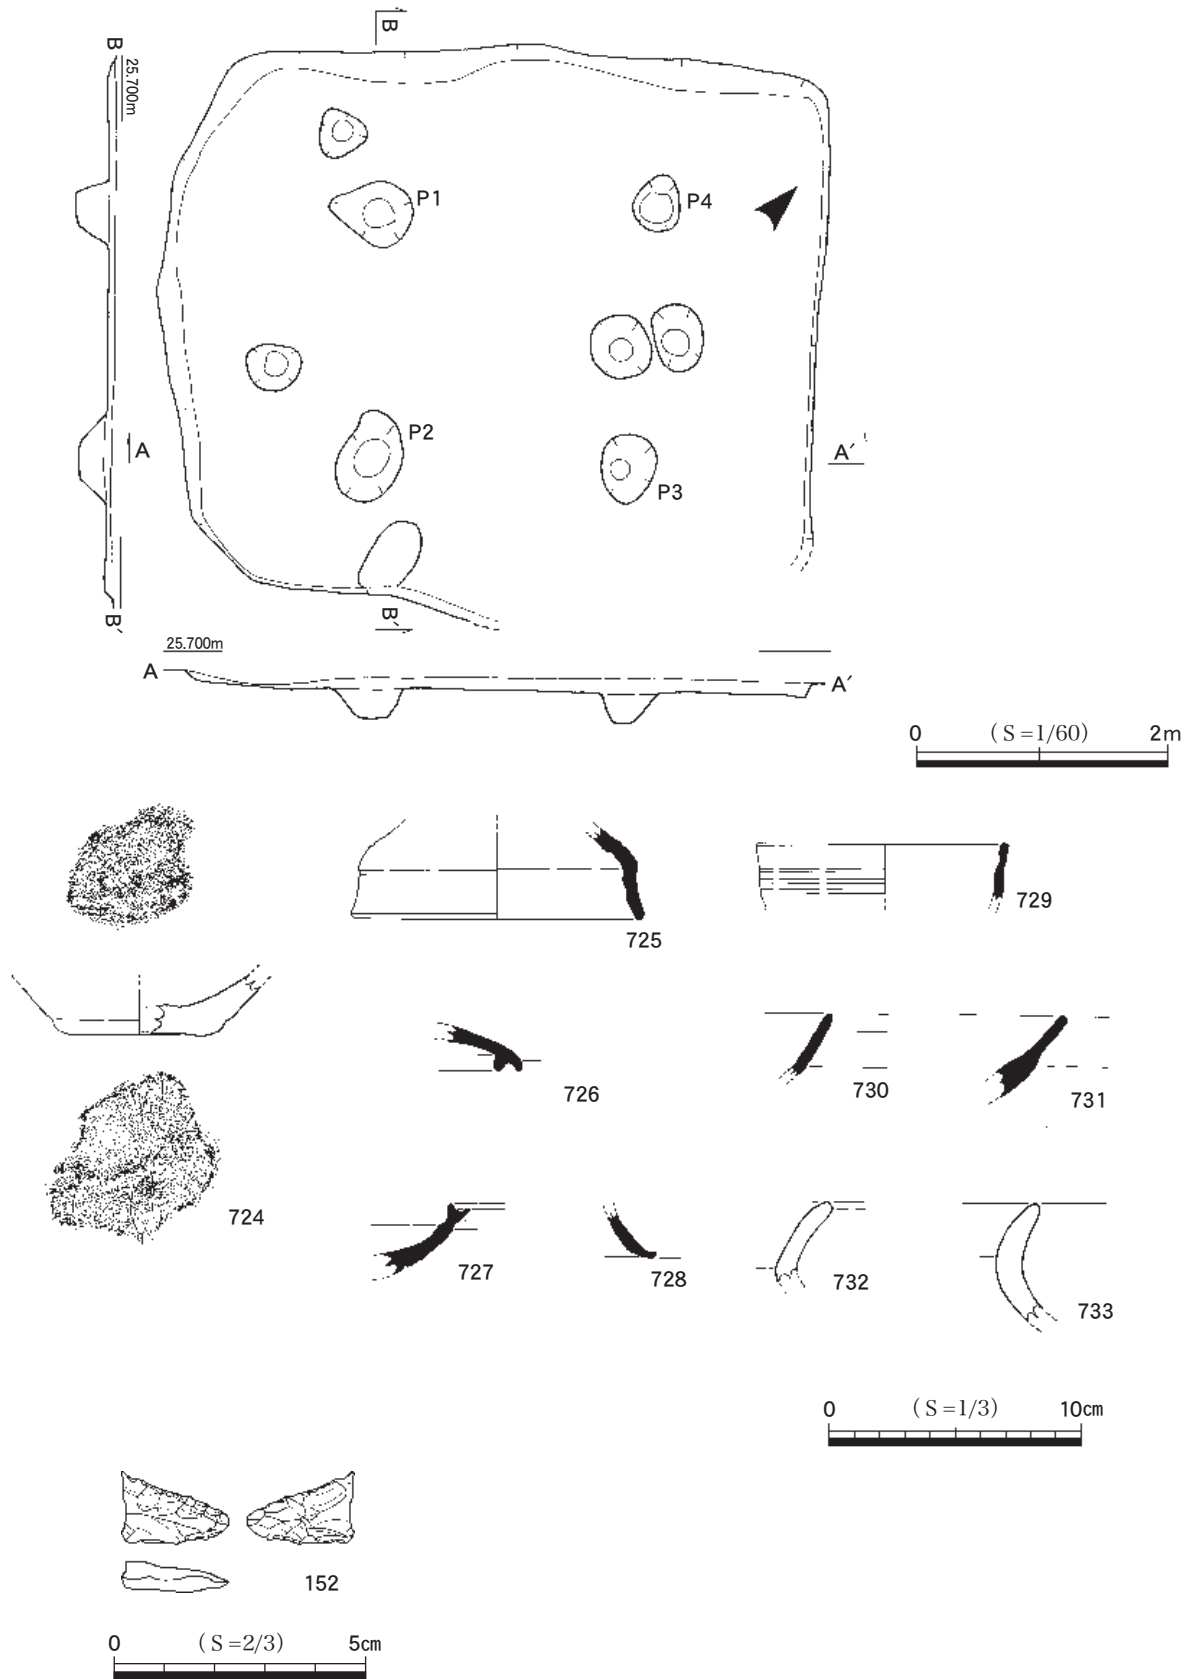 B
B
25.700m
P1
P4
A
P2
A′
P3
B′
B′
25.700m
A
A′
0 (S=1/60) 2m
725
729
726
730
731
724
727
728
732
733
0 (S=1/3) 10cm
152
0 (S=2/3) 5cm